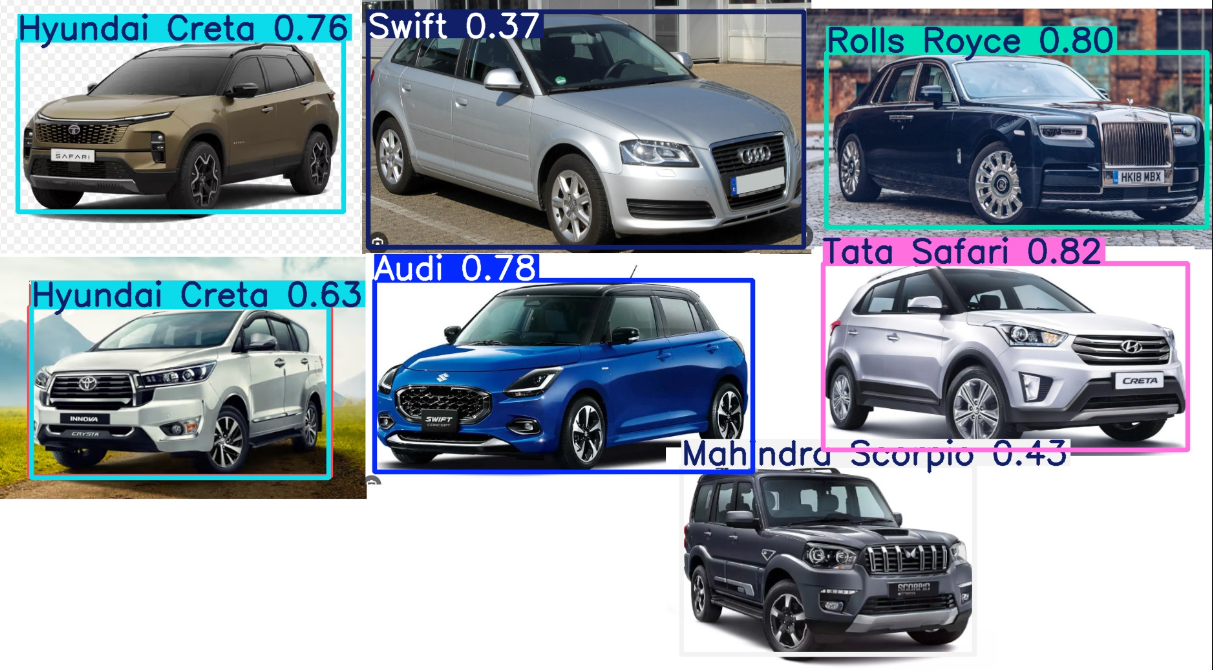 Hyundai Creta 0.76
SAFARI
Swift 0.37
Rolls Royce 0.80
HK18 MBX
Hyundai Creta 0.63
INNOVA
CRYSTA
Audi 0.78
SWIFT
CONCEPT
Tata Safari 0.82
CRETA
Mahindra Scorpio 0.43
SCORPIO